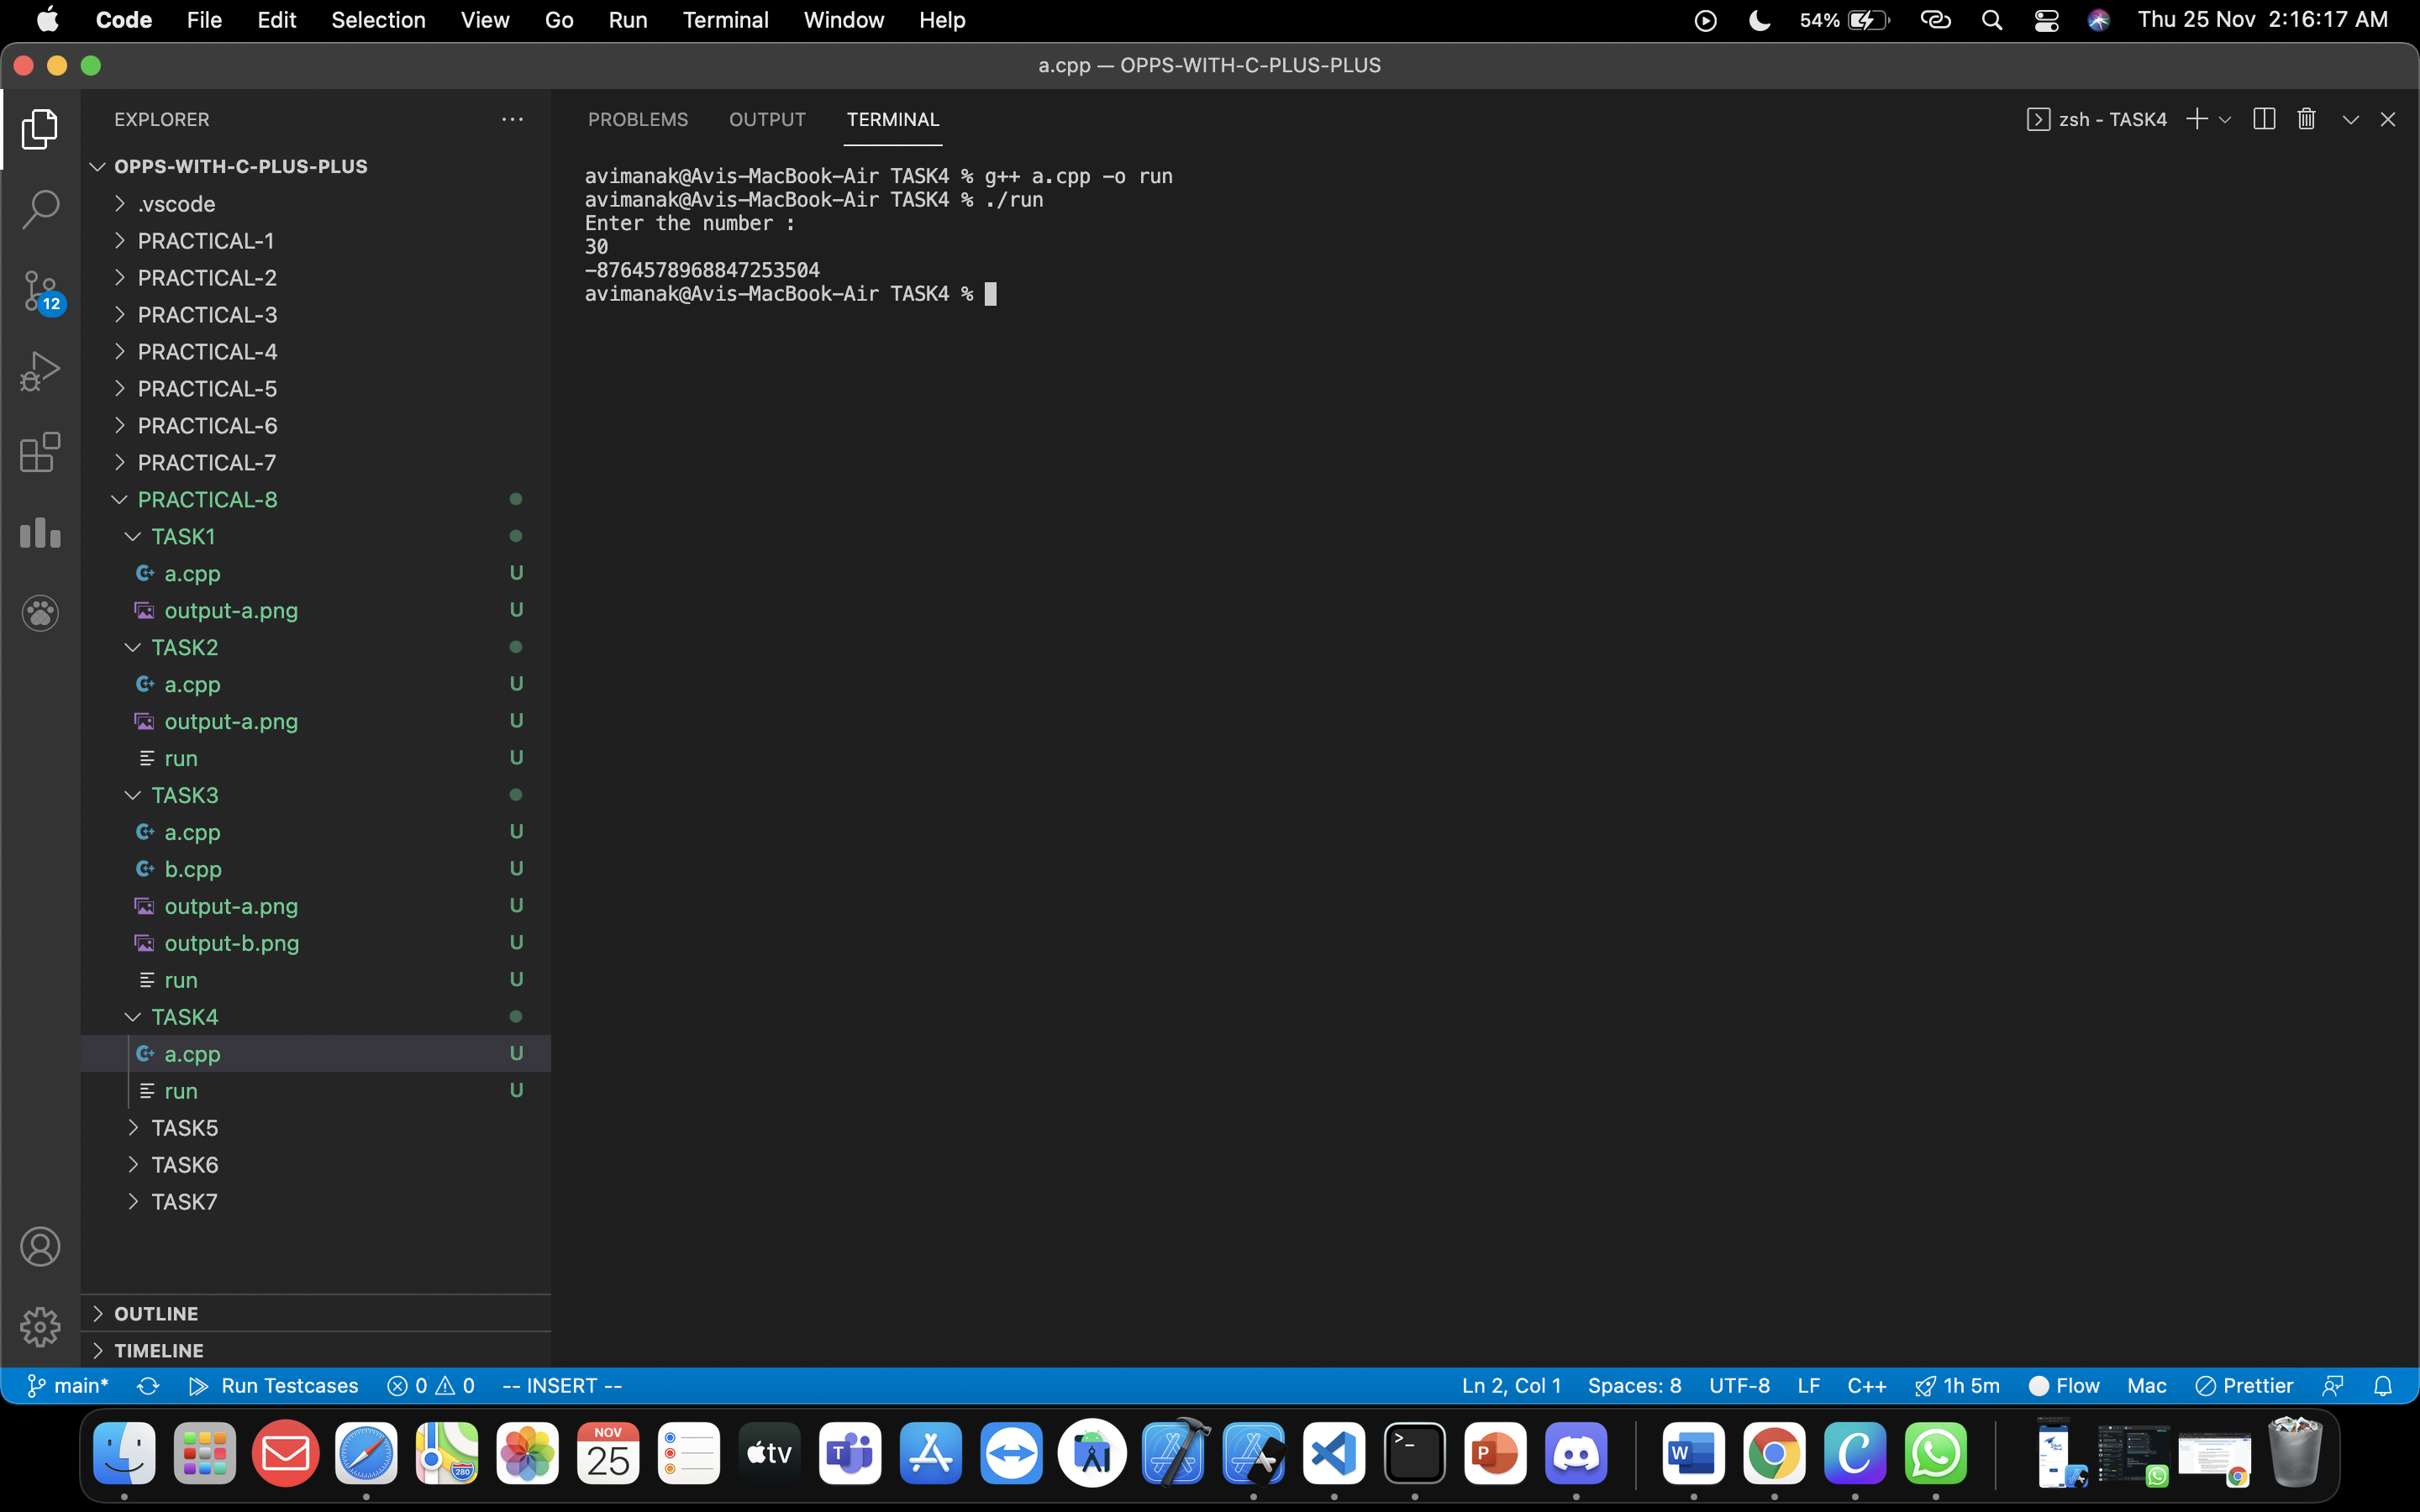 Code File Edit Selection View Go Run Terminal Window Help 54% Thu 25 Nov 2:16:17 AM
a.cpp — OPPS-WITH-C-PLUS-PLUS
EXPLORER ...
OPPS-WITH-C-PLUS-PLUS
.vscode
PRACTICAL-1
PRACTICAL-2
PRACTICAL-3
PRACTICAL-4
PRACTICAL-5
PRACTICAL-6
PRACTICAL-7
PRACTICAL-8
TASK1
a.cpp U
output-a.png U
TASK2
a.cpp U
output-a.png U
run U
TASK3
a.cpp U
b.cpp U
output-a.png U
output-b.png U
run U
TASK4
a.cpp U
run U
TASK5
TASK6
TASK7
OUTLINE
TIMELINE
12
PROBLEMS OUTPUT TERMINAL zsh - TASK4
avimanak@Avis-MacBook-Air TASK4 % g++ a.cpp -o run
avimanak@Avis-MacBook-Air TASK4 % ./run
Enter the number :
30
-8764578968847253504
avimanak@Avis-MacBook-Air TASK4 %
main* Run Testcases 0 0 -- INSERT -- Ln 2, Col 1 Spaces: 8 UTF-8 LF C++ 1h 5m Flow Mac Prettier
280
NOV
25
tv
T
>_
P
W
C